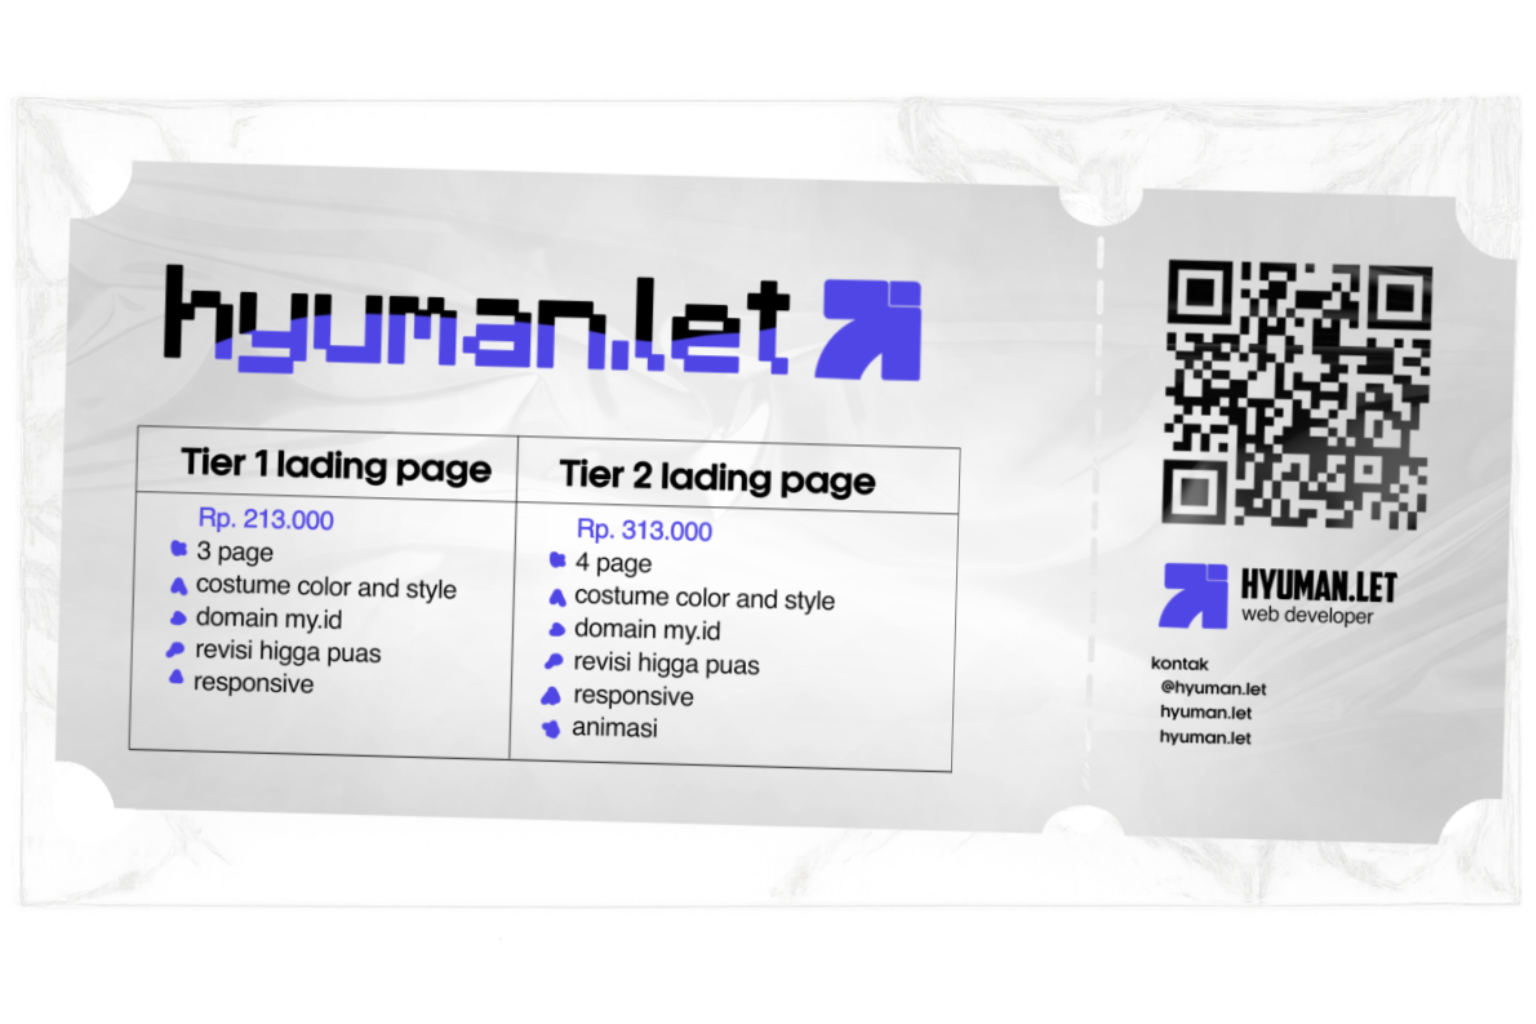 hyuman.let
Tier 1 lading page
Rp. 213.000
3 page
costume color and style
domain my.id
revisi higga puas
responsive
Tier 2 lading page
Rp. 313.000
4 page
costume color and style
domain my.id
revisi higga puas
responsive
animasi
HYUMAN.LET
web developer
kontak
@hyuman.let
hyuman.let
hyuman.let